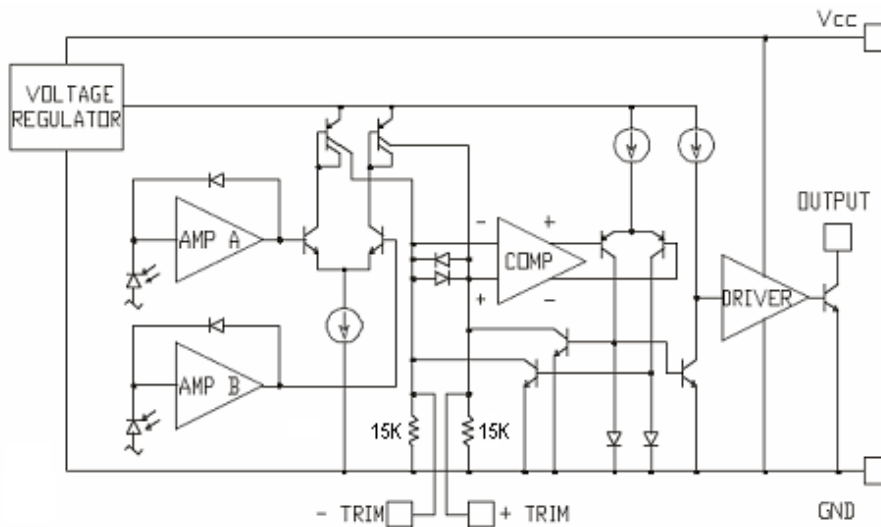 Vcc
VOLTAGE
REGULATOR
OUTPUT
AMP A
-
+
COMP
+
-
DRIVER
AMP B
15K
15K
- TRIM
+ TRIM
GND